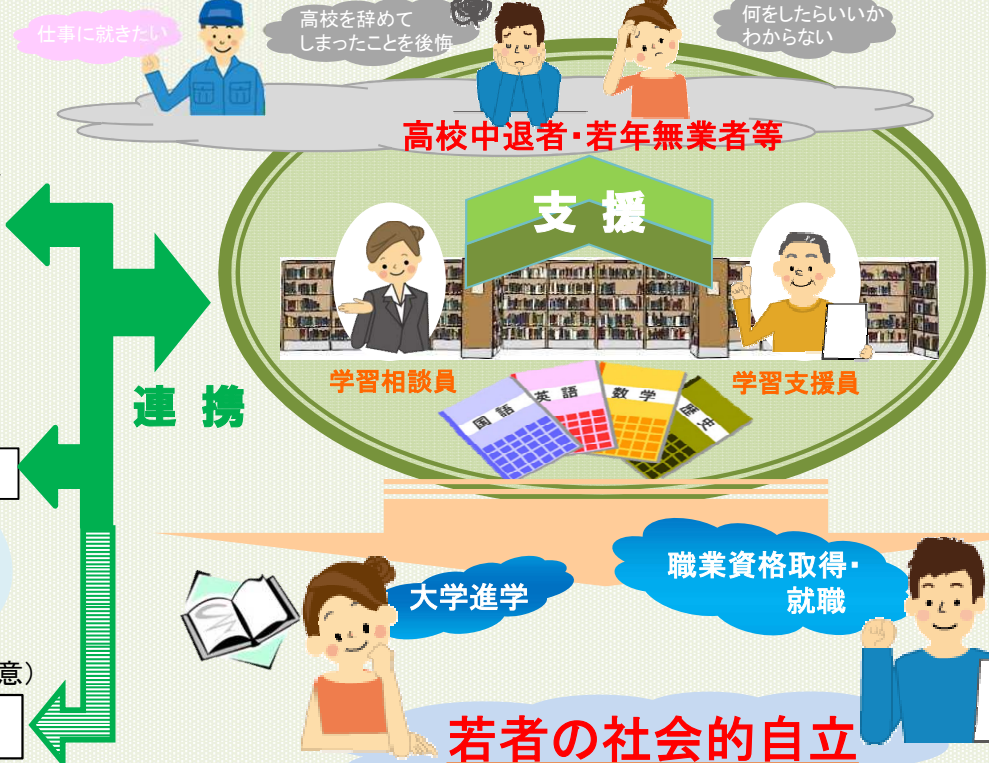 仕事に就きたい
高校を辞めて
しまったことを後悔
何をしたらいいか
わからない
高校中退者・若年無業者等
支援
学習相談員
学習支援員
連携
国語
英語
数学
歴史
大学進学
職業資格取得・
就職
意）
若者の社会的自立